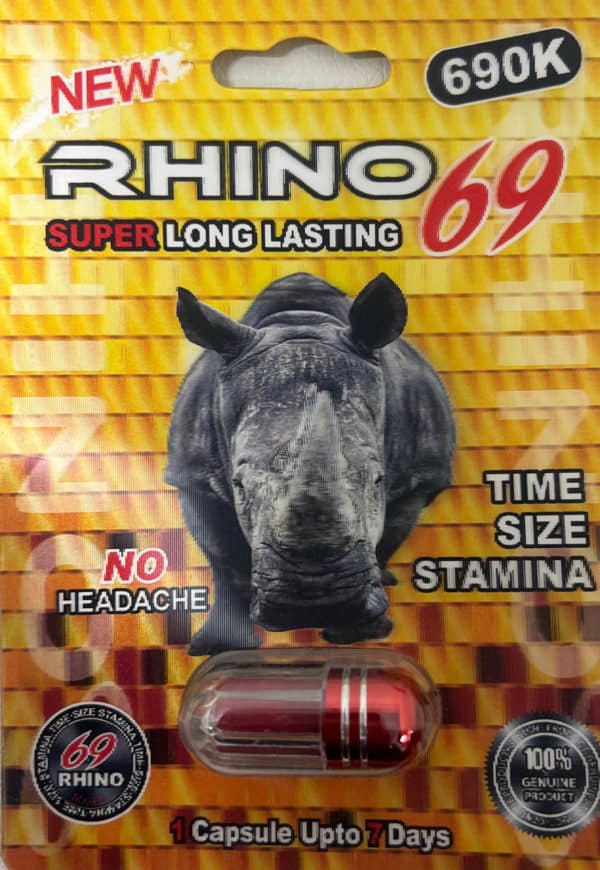 NEW
690K
RHINO 69
SUPER LONG LASTING
TIME
SIZE
STAMINA
NO
HEADACHE
69
RHINO
100%
GENUINE
PRODUCT
1 Capsule Upto 7 Days